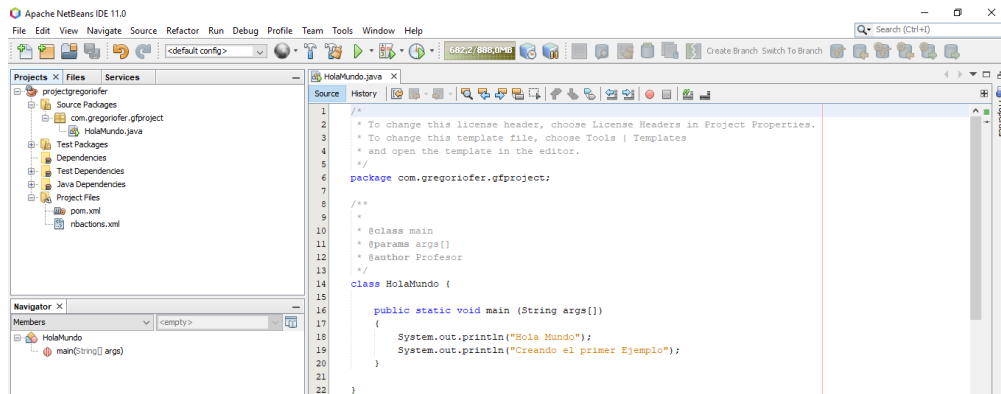 Apache NetBeans IDE 11.0
File Edit View Navigate Source Refactor Run Debug Profile Team Tools Window Help
Search (Ctrl+I)
<default config>
682,2/888,0MB
Create Branch Switch To Branch
Projects Files Services
projectgregoriofer
Source Packages
com.gregoriofer.gfproject
HolaMundo.java
Test Packages
Dependencies
Test Dependencies
Java Dependencies
Project Files
pom.xml
nbactions.xml
Navigator
Members <empty>
HolaMundo
main(String[] args)
HolaMundo.java
Source History
1 /*
2 * To change this license header, choose License Headers in Project Properties.
3 * To change this template file, choose Tools | Templates
4 * and open the template in the editor.
5 */
6 package com.gregoriofer.gfproject;
7
8 /**
9 *
10 * @class main
11 * @params args[]
12 * @author Profesor
13 */
14 class HolaMundo {
15
16 public static void main (String args[])
17 {
18 System.out.println("Hola Mundo");
19 System.out.println("Creando el primer Ejemplo");
20 }
21
22 }